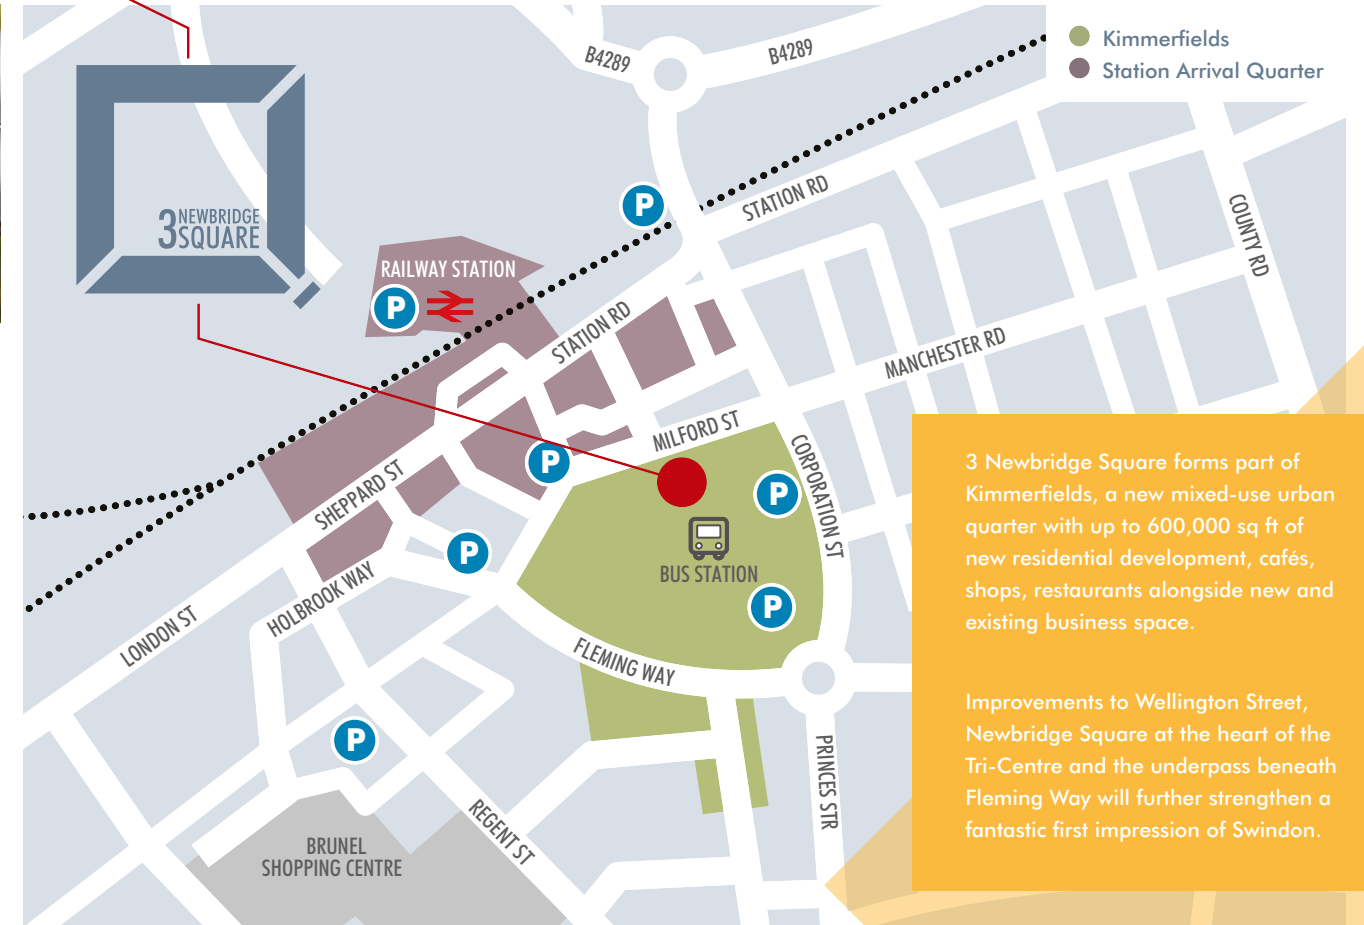 B4289
B4289
Kimmerfields
Station Arrival Quarter
3 NEWBRIDGE
SQUARE
P
STATION RD
COUNTY RD
RAILWAY STATION
P
STATION RD
MANCHESTER RD
MILFORD ST
CORPORATION ST
P
P
SHEPPARD ST
P
BUS STATION
P
HOLBROOK WAY
LONDON ST
FLEMING WAY
P
PRINCES STR
REGENT ST
BRUNEL
SHOPPING CENTRE
3 Newbridge Square forms part of
Kimmerfields, a new mixed-use urban
quarter with up to 600,000 sq ft of
new residential development, cafés,
shops, restaurants alongside new and
existing business space.
Improvements to Wellington Street,
Newbridge Square at the heart of the
Tri-Centre and the underpass beneath
Fleming Way will further strengthen a
fantastic first impression of Swindon.